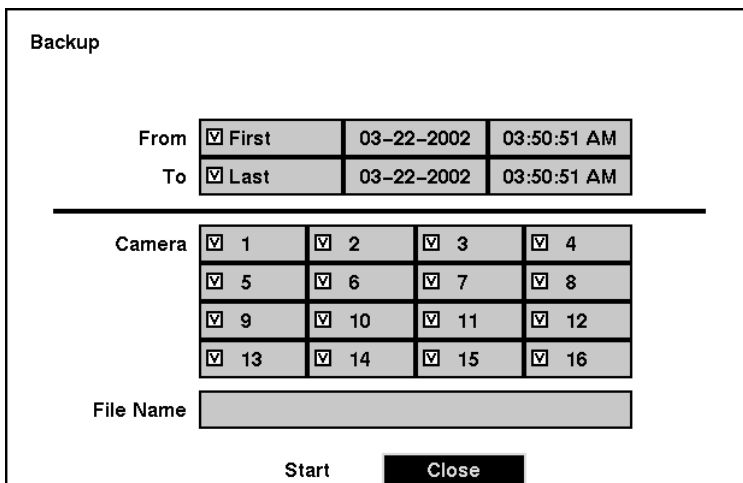 Backup
From First 03-22-2002 03:50:51 AM
To Last 03-22-2002 03:50:51 AM
Camera 1 2 3 4
5 6 7 8
9 10 11 12
13 14 15 16
File Name
Start Close